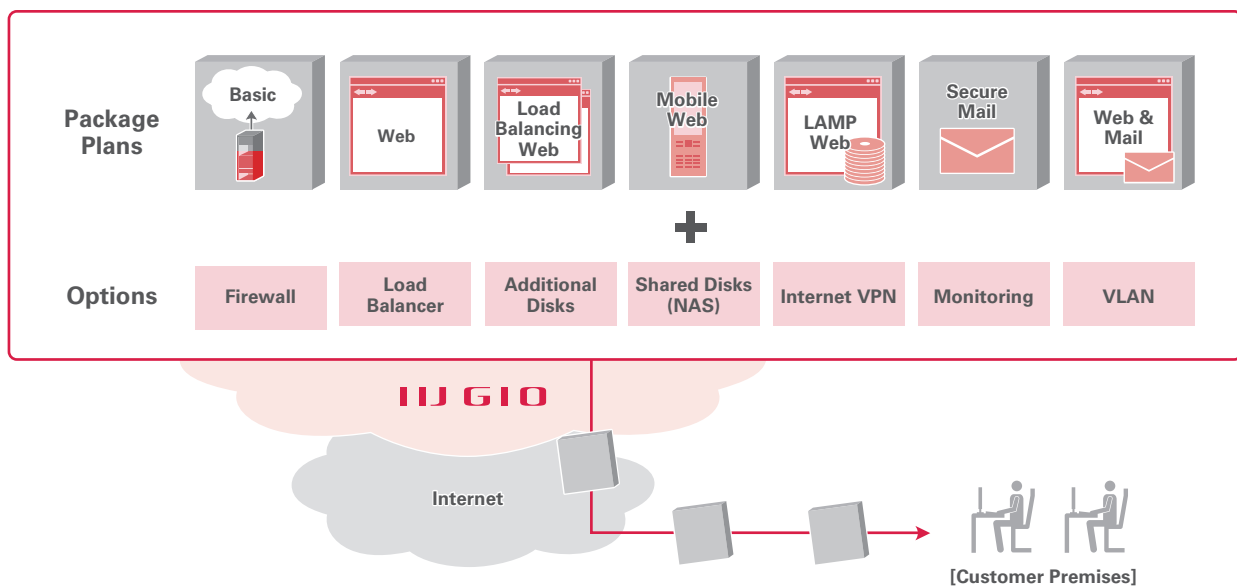 Package
Plans
Basic
Web
Load
Balancing
Web
Mobile
Web
LAMP
Web
Secure
Mail
Web &
Mail
+
Options
Firewall
Load
Balancer
Additional
Disks
Shared Disks
(NAS)
Internet VPN
Monitoring
VLAN
IIJ GIO
Internet
[Customer Premises]